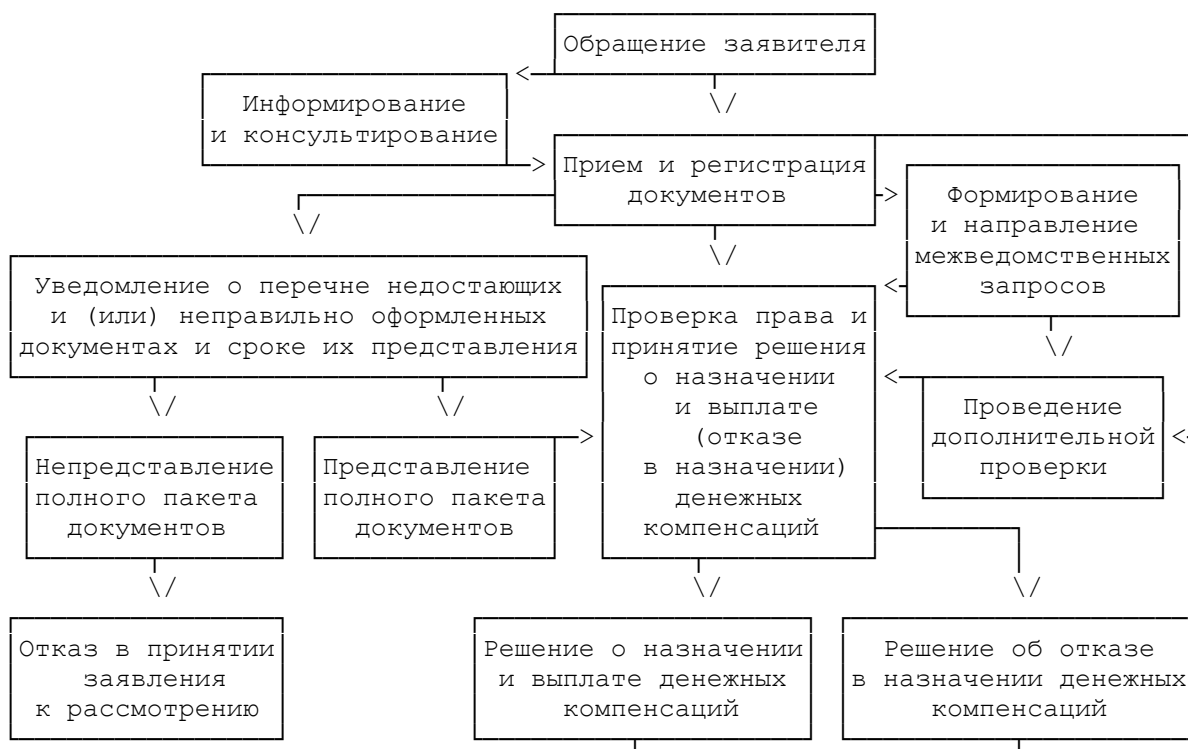 Обращение заявителя
Информирование
и консультирование
Прием и регистрация
документов
Формирование
и направление
межведомственных
запросов
Уведомление о перечне недостающих
и (или) неправильно оформленных
документах и сроке их представления
Проверка права и
принятие решения
о назначении
и выплате
(отказе
в назначении)
денежных
компенсаций
Проведение
дополнительной
проверки
Непредставление
полного пакета
документов
Представление
полного пакета
документов
Отказ в принятии
заявления
к рассмотрению
Решение о назначении
и выплате денежных
компенсаций
Решение об отказе
в назначении денежных
компенсаций